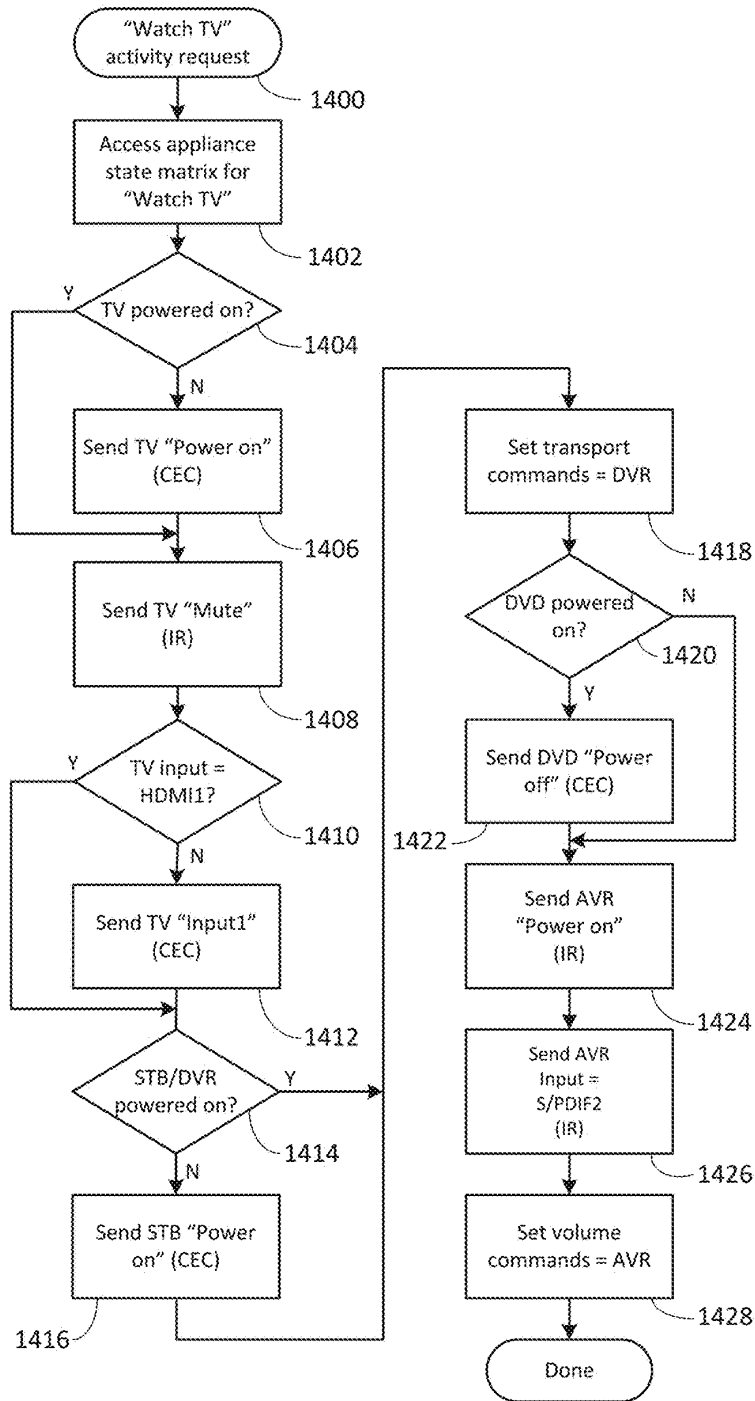 “Watch TV”
activity request
1400
Access appliance
state matrix for
“Watch TV”
1402
TV powered on?
Y
1404
N
Send TV “Power on”
(CEC)
1406
Send TV “Mute”
(IR)
1408
Y
TV input =
HDMI1?
1410
N
Send TV “Input1”
(CEC)
1412
STB/DVR
powered on?
Y
1414
N
Send STB “Power
on” (CEC)
1416
Set transport
commands = DVR
1418
DVD powered
on?
N
1420
Y
Send DVD “Power
off” (CEC)
1422
Send AVR
“Power on”
(IR)
1424
Send AVR
Input =
S/PDIF2
(IR)
1426
Set volume
commands = AVR
1428
Done